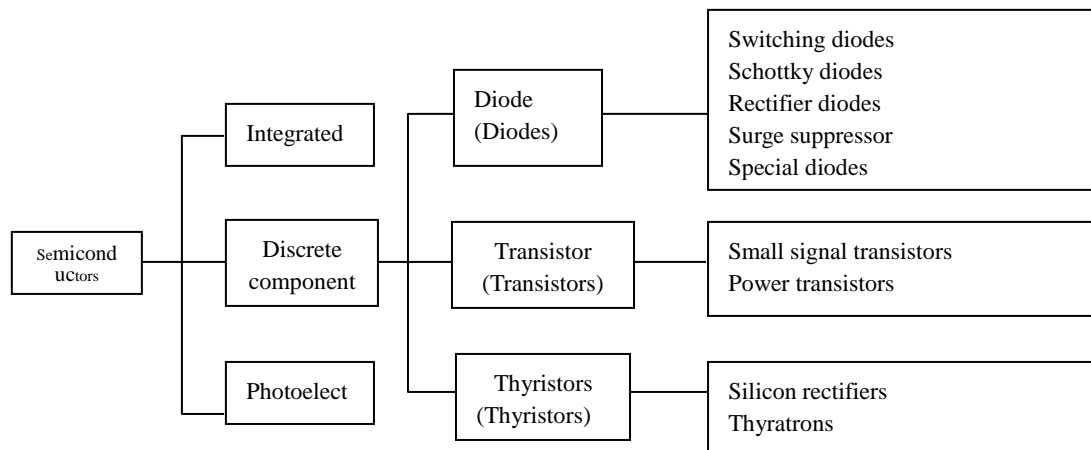 Semicond
uctors
Integrated
Discrete
component
Photoelect
Diode
(Diodes)
Transistor
(Transistors)
Thyristors
(Thyristors)
Switching diodes
Schottky diodes
Rectifier diodes
Surge suppressor
Special diodes
Small signal transistors
Power transistors
Silicon rectifiers
Thyratrons